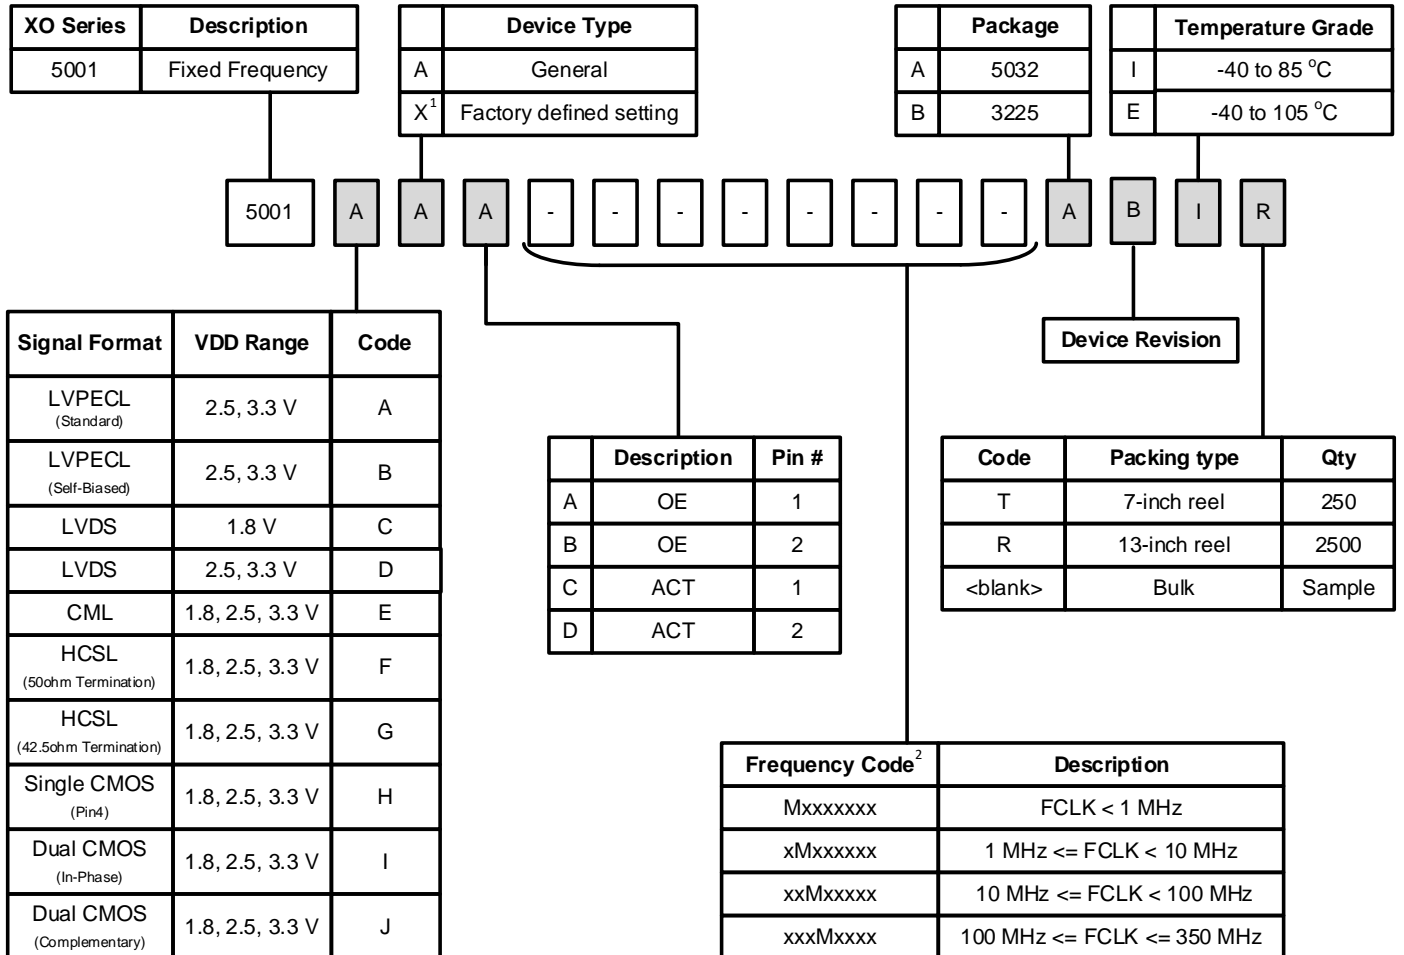 XO Series Description
5001 Fixed Frequency
Device Type
A General
X¹ Factory defined setting
Package
A 5032
B 3225
Temperature Grade
I -40 to 85 °C
E -40 to 105 °C
5001 A A A - - - - - - - - A B I R
Device Revision
Signal Format VDD Range Code
LVPECL
(Standard) 2.5, 3.3 V A
LVPECL
(Self-Biased) 2.5, 3.3 V B
LVDS 1.8 V C
LVDS 2.5, 3.3 V D
CML 1.8, 2.5, 3.3 V E
HCSL
(50ohm Termination) 1.8, 2.5, 3.3 V F
HCSL
(42.5ohm Termination) 1.8, 2.5, 3.3 V G
Single CMOS
(Pin4) 1.8, 2.5, 3.3 V H
Dual CMOS
(In-Phase) 1.8, 2.5, 3.3 V I
Dual CMOS
(Complementary) 1.8, 2.5, 3.3 V J
Description Pin #
A OE 1
B OE 2
C ACT 1
D ACT 2
Code Packing type Qty
T 7-inch reel 250
R 13-inch reel 2500
<blank> Bulk Sample
Frequency Code² Description
Mxxxxxxx FCLK < 1 MHz
xMxxxxxx 1 MHz <= FCLK < 10 MHz
xxMxxxxx 10 MHz <= FCLK < 100 MHz
xxxMxxxx 100 MHz <= FCLK <= 350 MHz